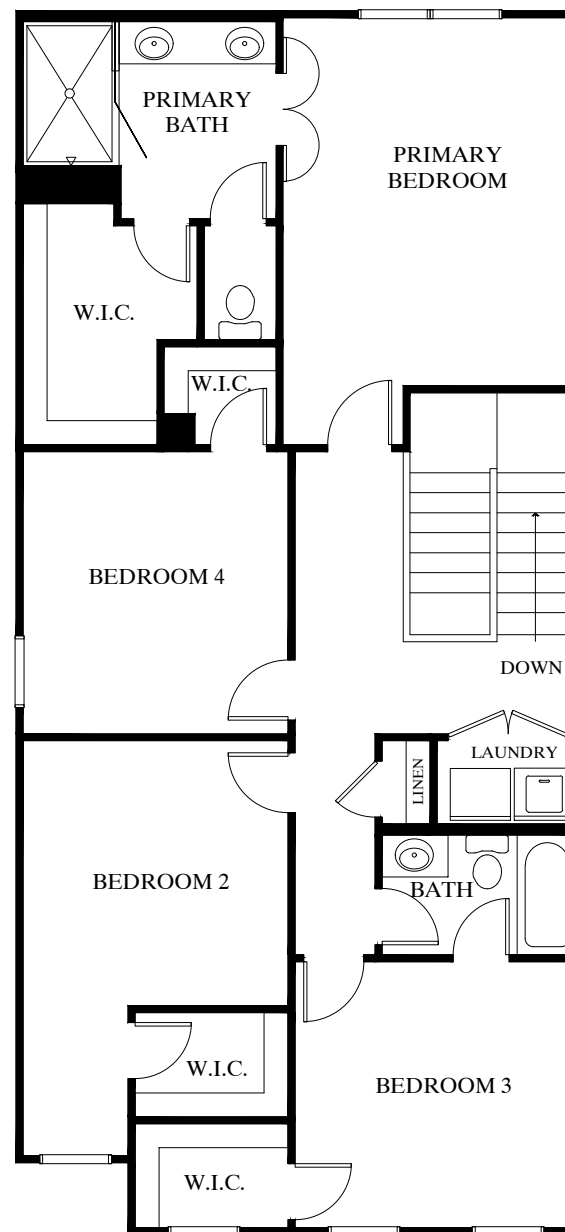 PRIMARY
BATH
PRIMARY
BEDROOM
W.I.C.
W.I.C.
BEDROOM 4
DOWN
LAUNDRY
LINEN
BEDROOM 2
BATH
W.I.C.
BEDROOM 3
W.I.C.